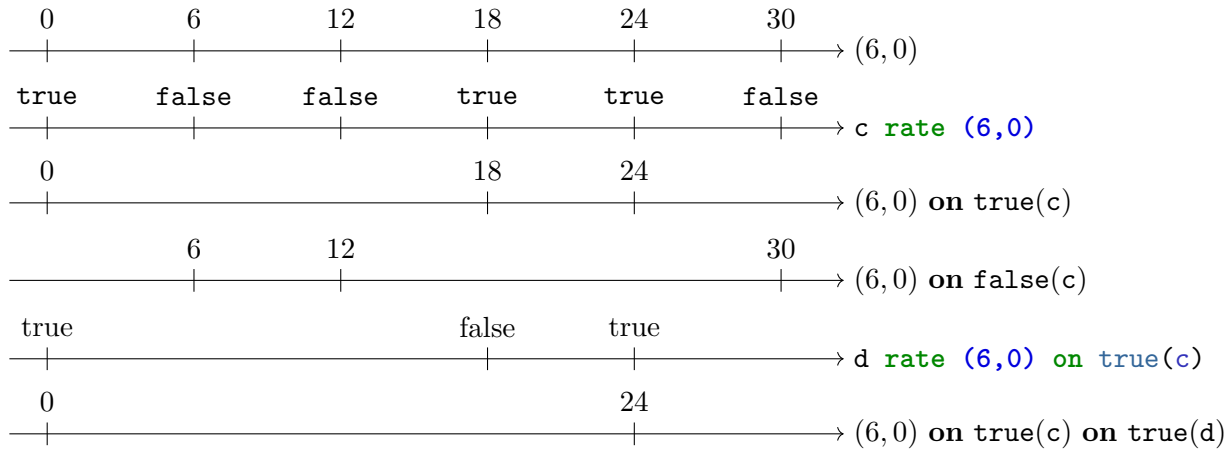 0 6 12 18 24 30
(6, 0)
true false false true true false
c rate (6,0)
0 18 24
(6, 0) on true(c)
6 12 30
(6, 0) on false(c)
true false true
d rate (6,0) on true(c)
0 24
(6, 0) on true(c) on true(d)